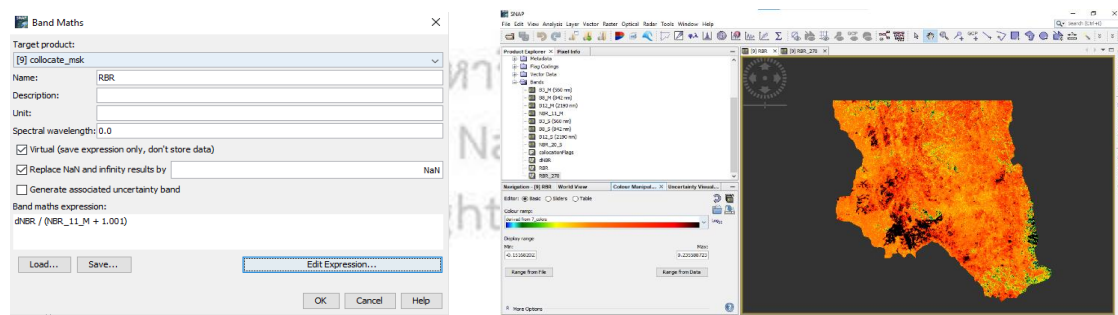 Band Maths
Target product:
[9] collocate_msk
Name:
RBR
Description:
Unit:
Spectral wavelength:
0.0
Virtual (save expression only, don't store data)
Replace NaN and infinity results by
NaN
Generate associated uncertainty band
Band maths expression:
dNBR / (NBR_11_M + 1.001)
Load...
Save...
Edit Expression...
OK
Cancel
Help
SNAP
File Edit View Analysis Layer Vector Raster Optical Radar Tools Window Help
Product Explorer
Pixel Info
Metadata
Flag Codings
Vector Data
Bands
B3_M (560 nm)
B8_M (842 nm)
B12_M (2190 nm)
NBR_11_M
B3_S (560 nm)
B8_S (842 nm)
B12_S (2190 nm)
NBR_20_S
collocationFlags
dNBR
RBR
RBR_278
[9] RBR
[9] RBR_278
Navigation - [9] RBR
World View
Colour Manipul...
Uncertainty Visual...
Editor:
Basic
Sliders
Table
Colour ramp:
derived from 7_colors
Display range
Min:
Max:
Range from File
Range from Data
More Options